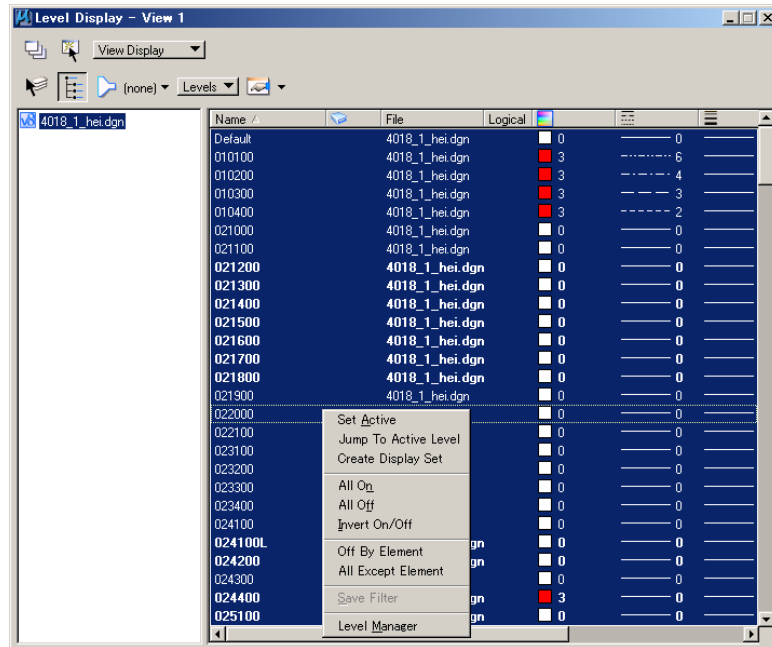 Level Display - View 1
View Display
(none) Levels
V8 4018_1_hei.dgn
Name File Logical
Default 4018_1_hei.dgn 0 0
010100 4018_1_hei.dgn 3 6
010200 4018_1_hei.dgn 3 4
010300 4018_1_hei.dgn 3 3
010400 4018_1_hei.dgn 3 2
021000 4018_1_hei.dgn 0 0
021100 4018_1_hei.dgn 0 0
021200 4018_1_hei.dgn 0 0
021300 4018_1_hei.dgn 0 0
021400 4018_1_hei.dgn 0 0
021500 4018_1_hei.dgn 0 0
021600 4018_1_hei.dgn 0 0
021700 4018_1_hei.dgn 0 0
021800 4018_1_hei.dgn 0 0
021900 4018_1_hei.dgn 0 0
022000 0 0
022100 0 0
023100 0 0
023200 0 0
023300 0 0
023400 0 0
024100 0 0
024100L gn 0 0
024200 gn 0 0
024300 0 0
024400 gn 3 0
025100 gn 0 0
Set Active
Jump To Active Level
Create Display Set
All On
All Off
Invert On/Off
Off By Element
All Except Element
Save Filter
Level Manager